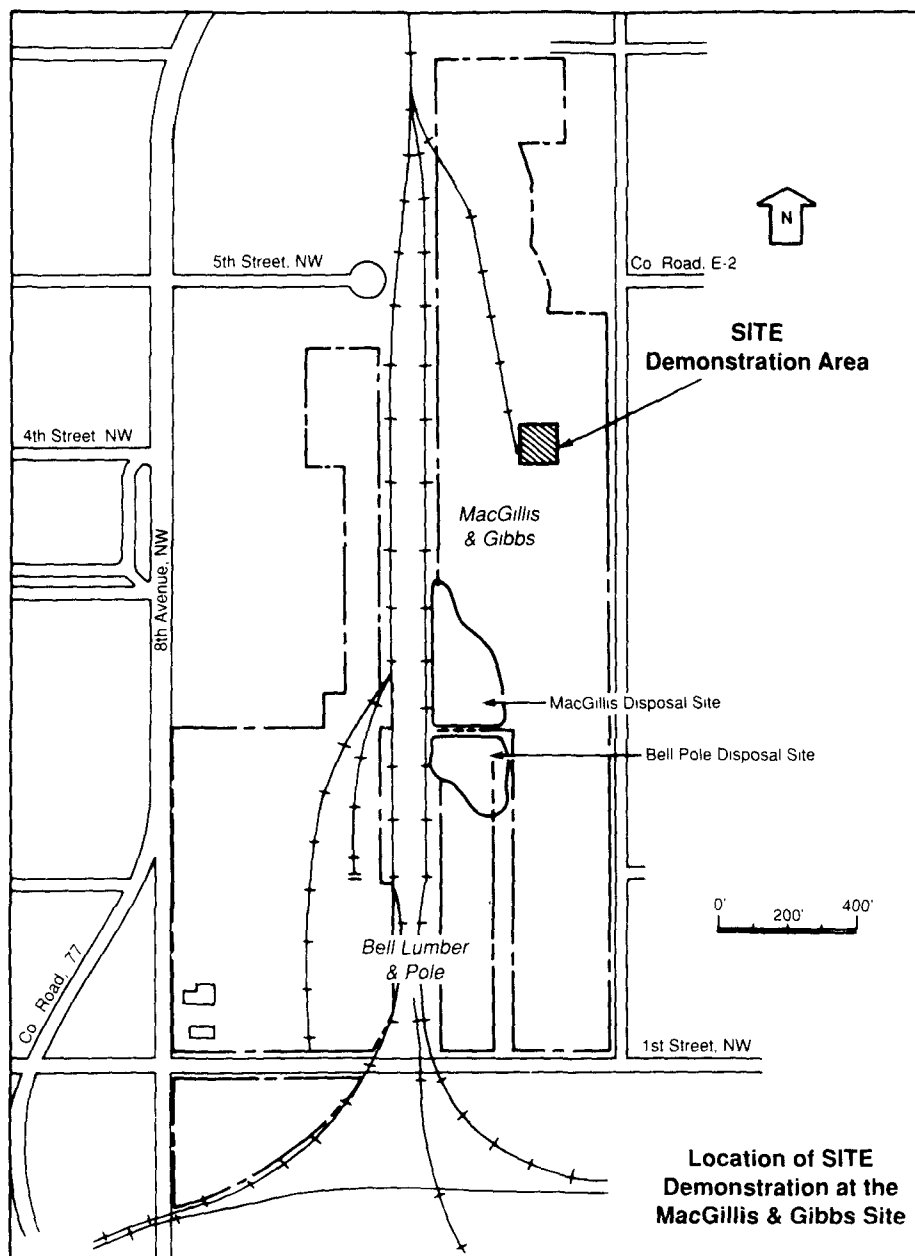 N
5th Street, NW
Co Road, E-2
SITE
Demonstration Area
4th Street NW
MacGillis
& Gibbs
8th Avenue, NW
MacGillis Disposal Site
Bell Pole Disposal Site
0'
200'
400'
Bell Lumber
& Pole
Co Road, 77
1st Street, NW
Location of SITE
Demonstration at the
MacGillis & Gibbs Site